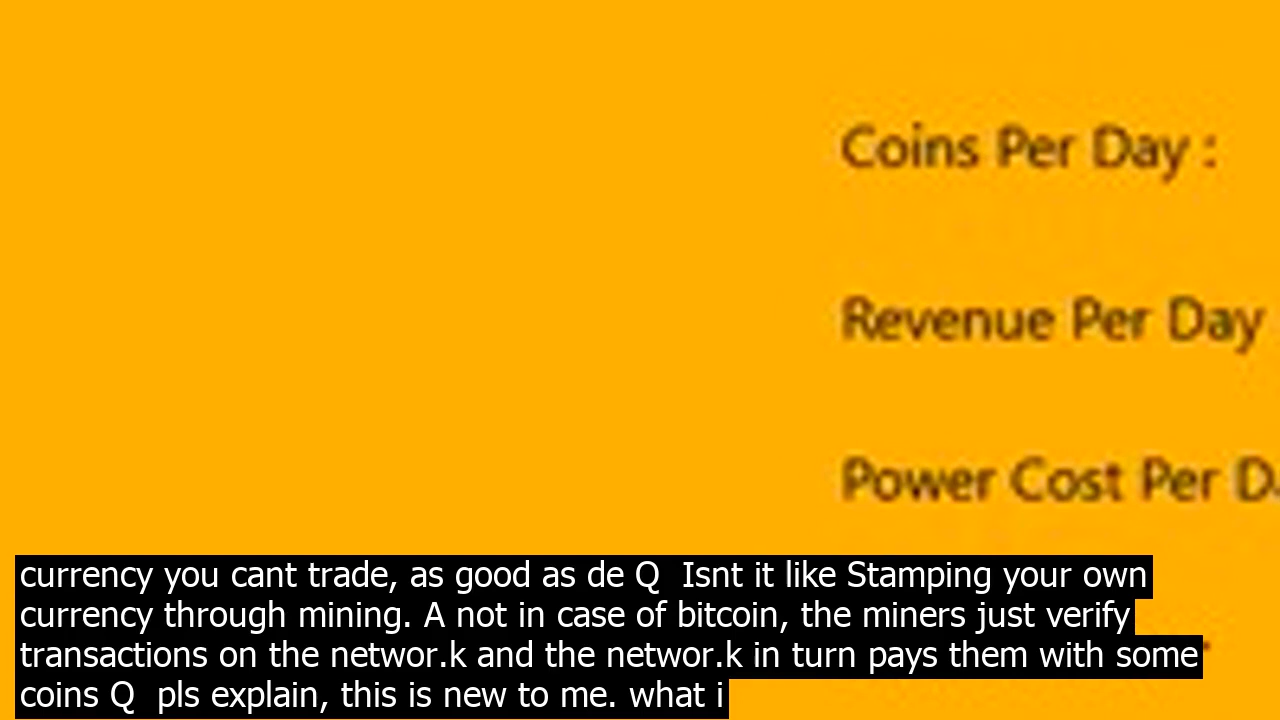 Coins Per Day :
Revenue Per Day
Power Cost Per
currency you cant trade, as good as de Q  Isnt it like Stamping your own
currency through mining. A not in case of bitcoin, the miners just verify
transactions on the networ.k and the networ.k in turn pays them with some
coins Q  pls explain, this is new to me. what i